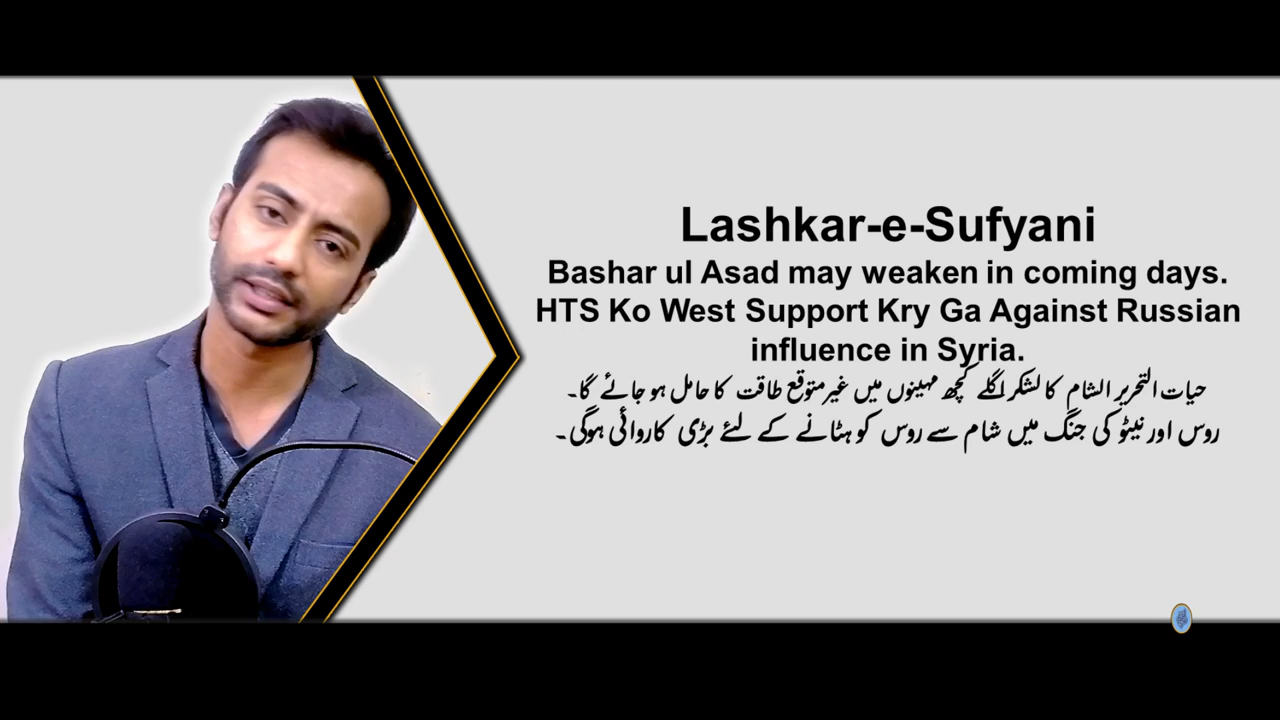 Lashkar-e-Sufyani
Bashar ul Asad may weaken in coming days.
HTS Ko West Support Kry Ga Against Russian
influence in Syria.
حیات التحریر الشام کا لشکر اگلے کچھ مہینوں میں غیر متوقع طاقت کا حامل ہو جائے گا۔
روس اور نیٹو کی جنگ میں شام سے روس کو ہٹانے کے لئے بڑی کاروائی ہوگی۔